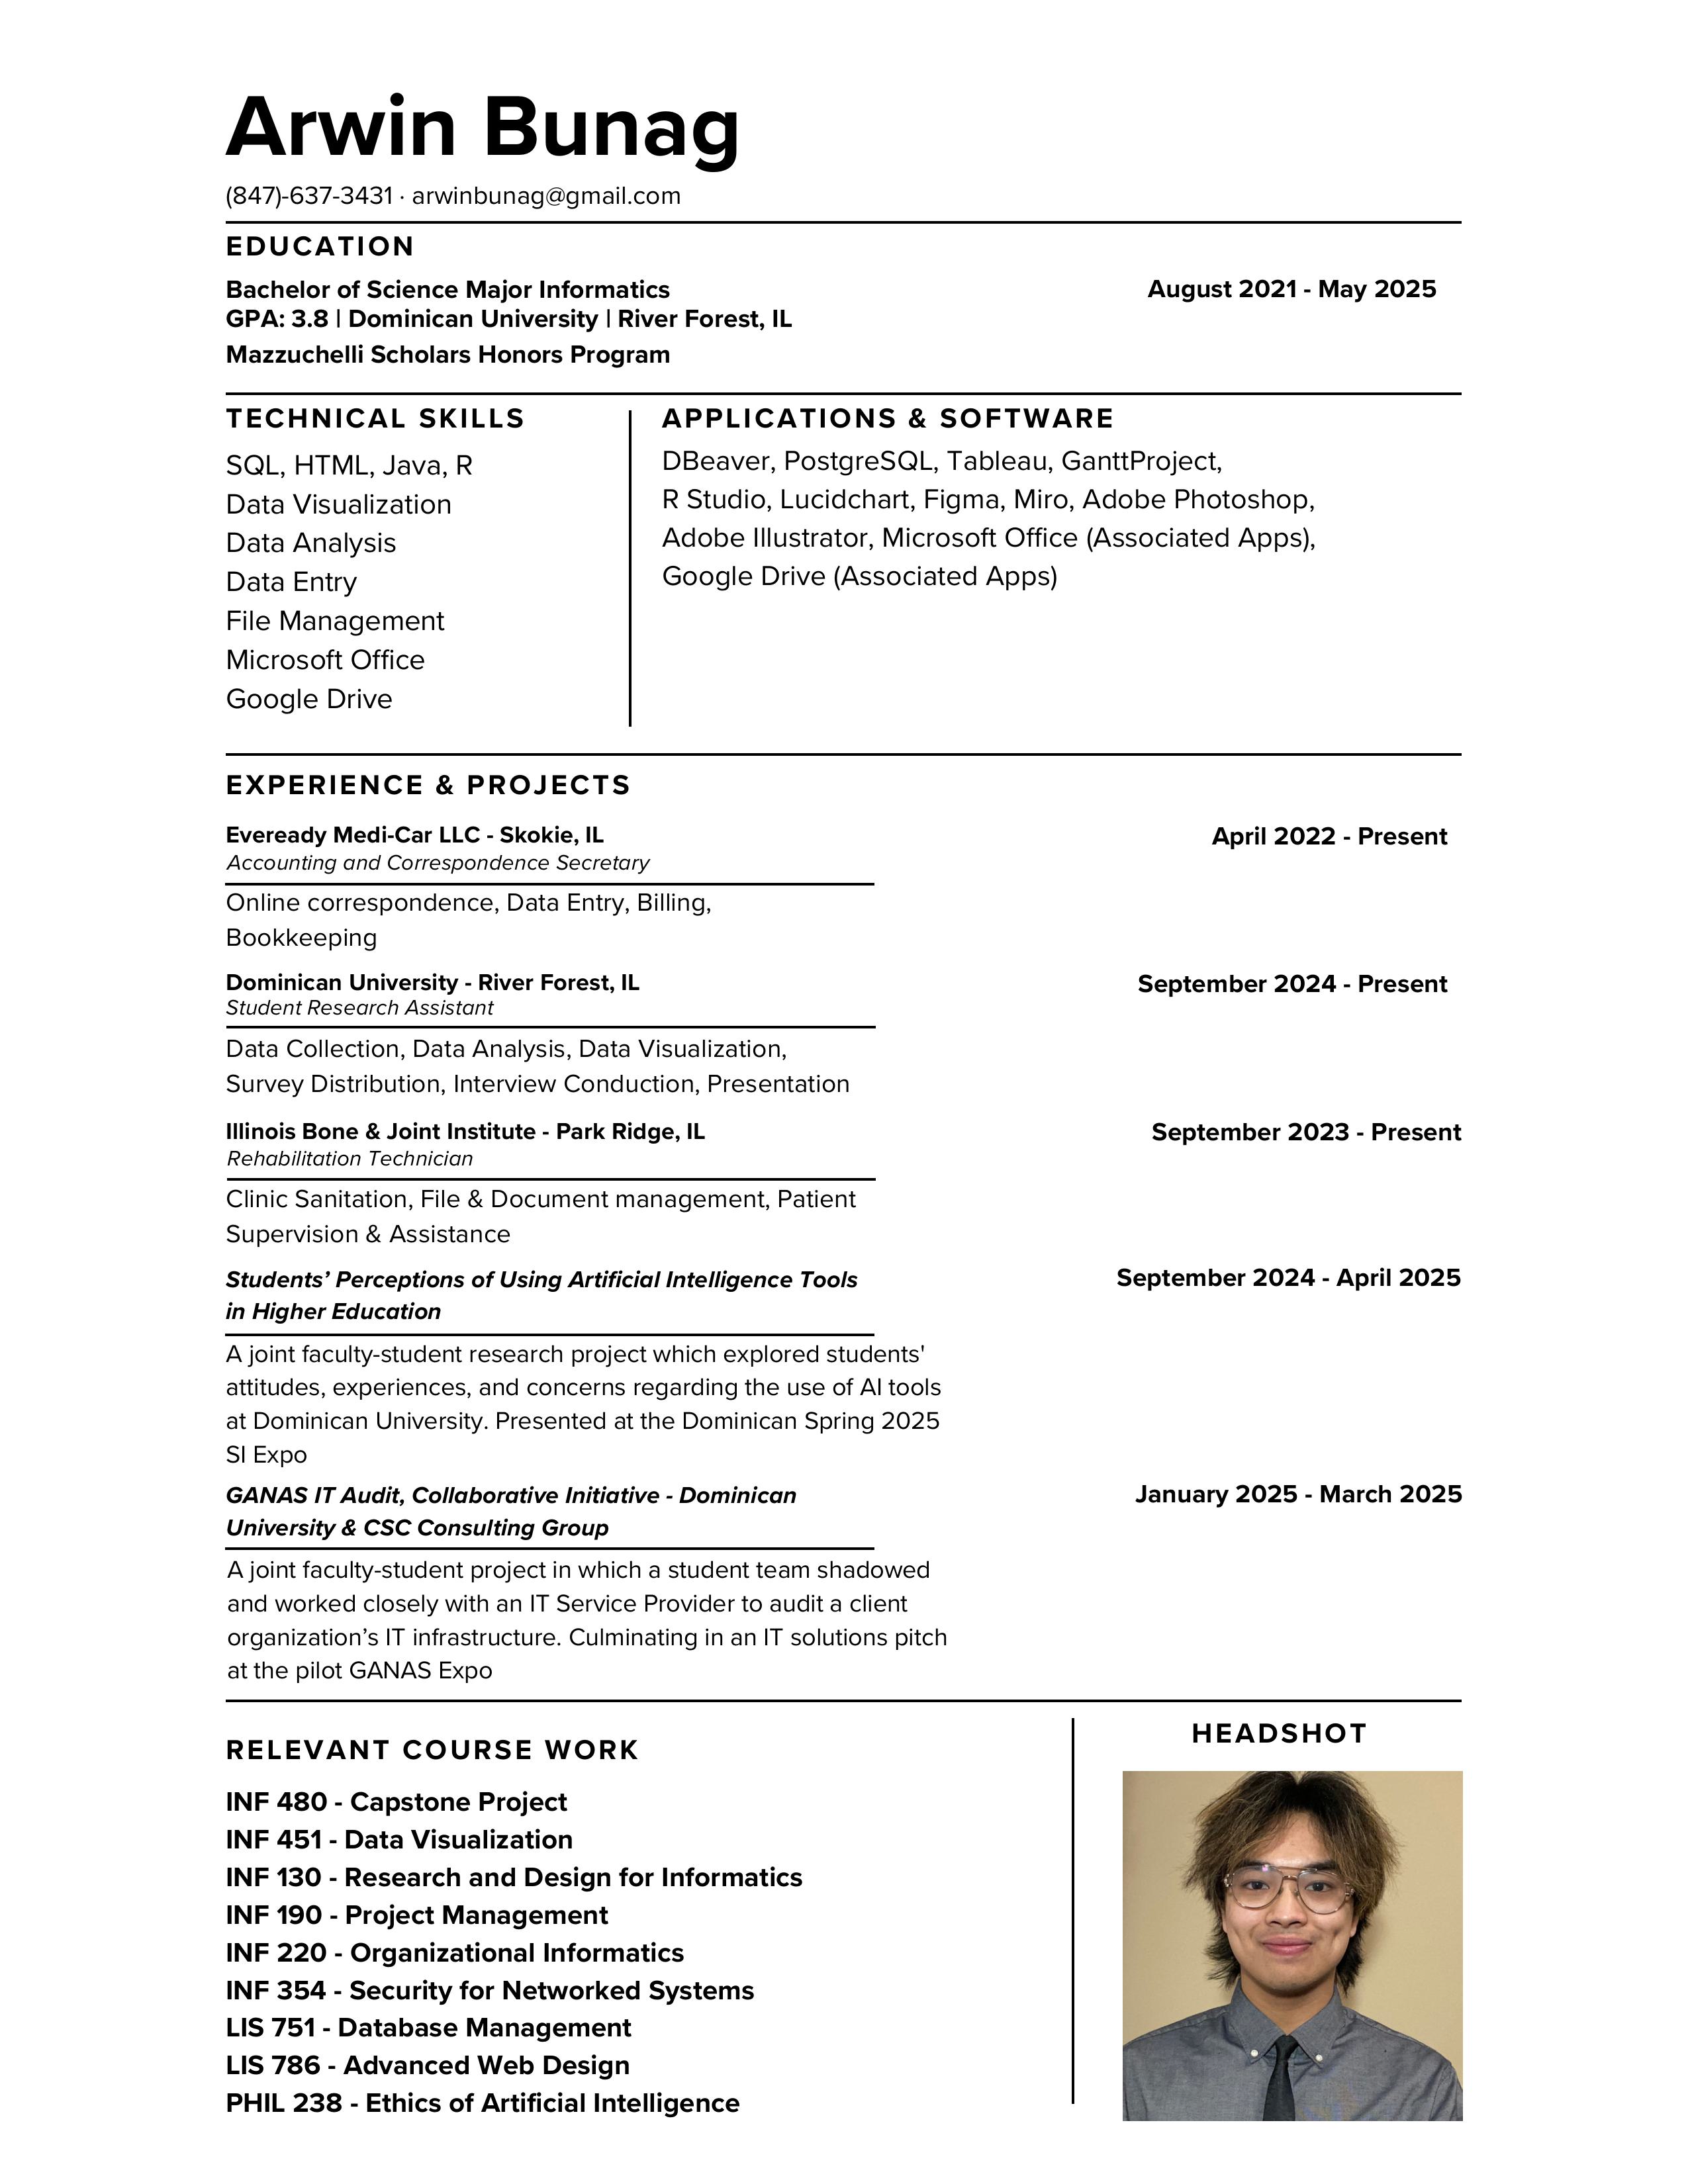 Arwin Bunag
(847)-637-3431 · arwinbunag@gmail.com
EDUCATION
Bachelor of Science Major Informatics
August 2021 - May 2025
GPA: 3.8 | Dominican University | River Forest, IL
Mazzuchelli Scholars Honors Program
TECHNICAL SKILLS
SQL, HTML, Java, R
Data Visualization
Data Analysis
Data Entry
File Management
Microsoft Office
Google Drive
APPLICATIONS & SOFTWARE
DBeaver, PostgreSQL, Tableau, GanttProject,
R Studio, Lucidchart, Figma, Miro, Adobe Photoshop,
Adobe Illustrator, Microsoft Office (Associated Apps),
Google Drive (Associated Apps)
EXPERIENCE & PROJECTS
Eveready Medi-Car LLC - Skokie, IL
April 2022 - Present
Accounting and Correspondence Secretary
Online correspondence, Data Entry, Billing,
Bookkeeping
Dominican University - River Forest, IL
September 2024 - Present
Student Research Assistant
Data Collection, Data Analysis, Data Visualization,
Survey Distribution, Interview Conduction, Presentation
Illinois Bone & Joint Institute - Park Ridge, IL
September 2023 - Present
Rehabilitation Technician
Clinic Sanitation, File & Document management, Patient
Supervision & Assistance
Students’ Perceptions of Using Artificial Intelligence Tools
September 2024 - April 2025
in Higher Education
A joint faculty-student research project which explored students'
attitudes, experiences, and concerns regarding the use of AI tools
at Dominican University. Presented at the Dominican Spring 2025
SI Expo
GANAS IT Audit, Collaborative Initiative - Dominican
January 2025 - March 2025
University & CSC Consulting Group
A joint faculty-student project in which a student team shadowed
and worked closely with an IT Service Provider to audit a client
organization’s IT infrastructure. Culminating in an IT solutions pitch
at the pilot GANAS Expo
RELEVANT COURSE WORK
INF 480 - Capstone Project
INF 451 - Data Visualization
INF 130 - Research and Design for Informatics
INF 190 - Project Management
INF 220 - Organizational Informatics
INF 354 - Security for Networked Systems
LIS 751 - Database Management
LIS 786 - Advanced Web Design
PHIL 238 - Ethics of Artificial Intelligence
HEADSHOT